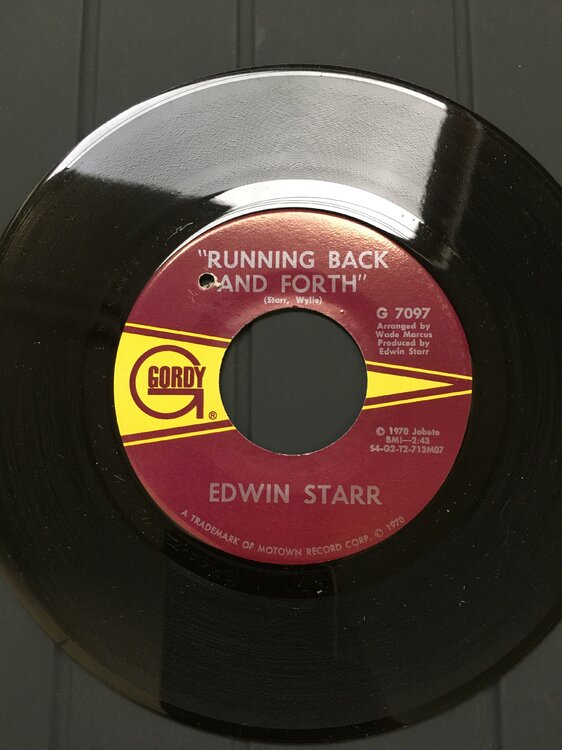 "RUNNING BACK
AND FORTH"
(Starr, Wylie)
G 7097
Arranged by
Wade Marcus
Produced by
Edwin Starr
GORDY
G
®
© 1970 Jobete
BMI—2:43
S4-G2-T2-713M07
EDWIN STARR
A TRADEMARK OF MOTOWN RECORD CORP. © 1970